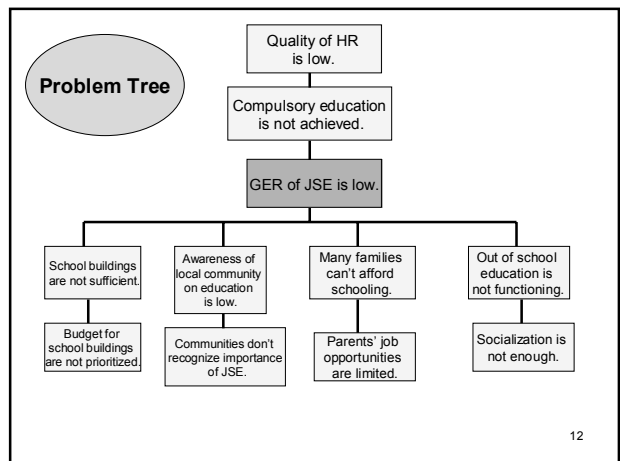 Problem Tree
Quality of HR
is low.
Compulsory education
is not achieved.
GER of JSE is low.
School buildings
are not sufficient.
Awareness of
local community
on education
is low.
Many families
can't afford
schooling.
Out of school
education is
not functioning.
Budget for
school buildings
are not prioritized.
Communities don't
recognize importance
of JSE.
Parents' job
opportunities
are limited.
Socialization is
not enough.
12